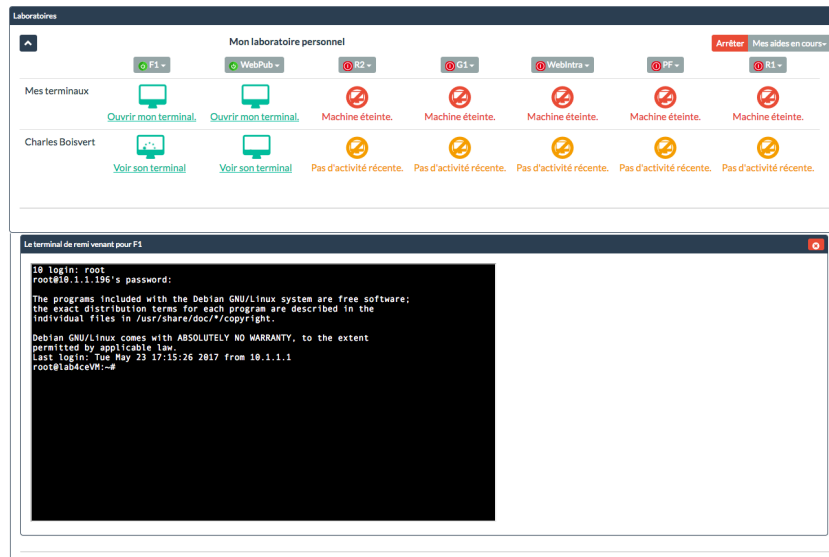 Laboratoires
Mon laboratoire personnel
Arrêter Mes aides en cours
F1 WebPub R2 G1 WebIntra PF R1
Mes terminaux
Ouvrir mon terminal. Ouvrir mon terminal. Machine éteinte. Machine éteinte. Machine éteinte. Machine éteinte. Machine éteinte.
Charles Boisvert
Voir son terminal Voir son terminal Pas d'activité récente. Pas d'activité récente. Pas d'activité récente. Pas d'activité récente. Pas d'activité récente.
Le terminal de remi venant pour F1
10 login: root
root@10.1.1.196's password:
The programs included with the Debian GNU/Linux system are free software;
the exact distribution terms for each program are described in the
individual files in /usr/share/doc/*/copyright.
Debian GNU/Linux comes with ABSOLUTELY NO WARRANTY, to the extent
permitted by applicable law.
Last login: Tue May 23 17:15:26 2017 from 10.1.1.1
root@lab4ceVM:~#